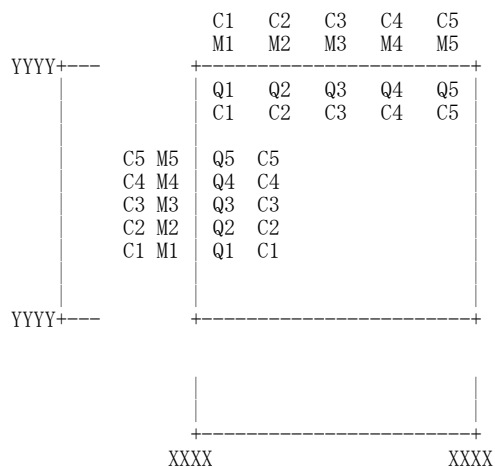 C1 C2 C3 C4 C5
M1 M2 M3 M4 M5
YYYY+--- +-------------------------+
| | Q1 Q2 Q3 Q4 Q5 |
| | C1 C2 C3 C4 C5 |
| | |
| C5 M5 | Q5 C5 |
| C4 M4 | Q4 C4 |
| C3 M3 | Q3 C3 |
| C2 M2 | Q2 C2 |
| C1 M1 | Q1 C1 |
| | |
| | |
YYYY+--- +-------------------------+
| |
| |
+-------------------------+
XXXX XXXX